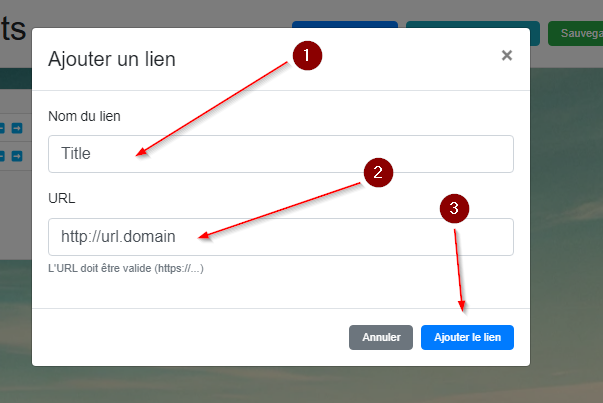 ts
Sauvega
Ajouter un lien
1
×
Nom du lien
Title
2
URL
3
http://url.domain
L'URL doit être valide (https://...)
Annuler
Ajouter le lien